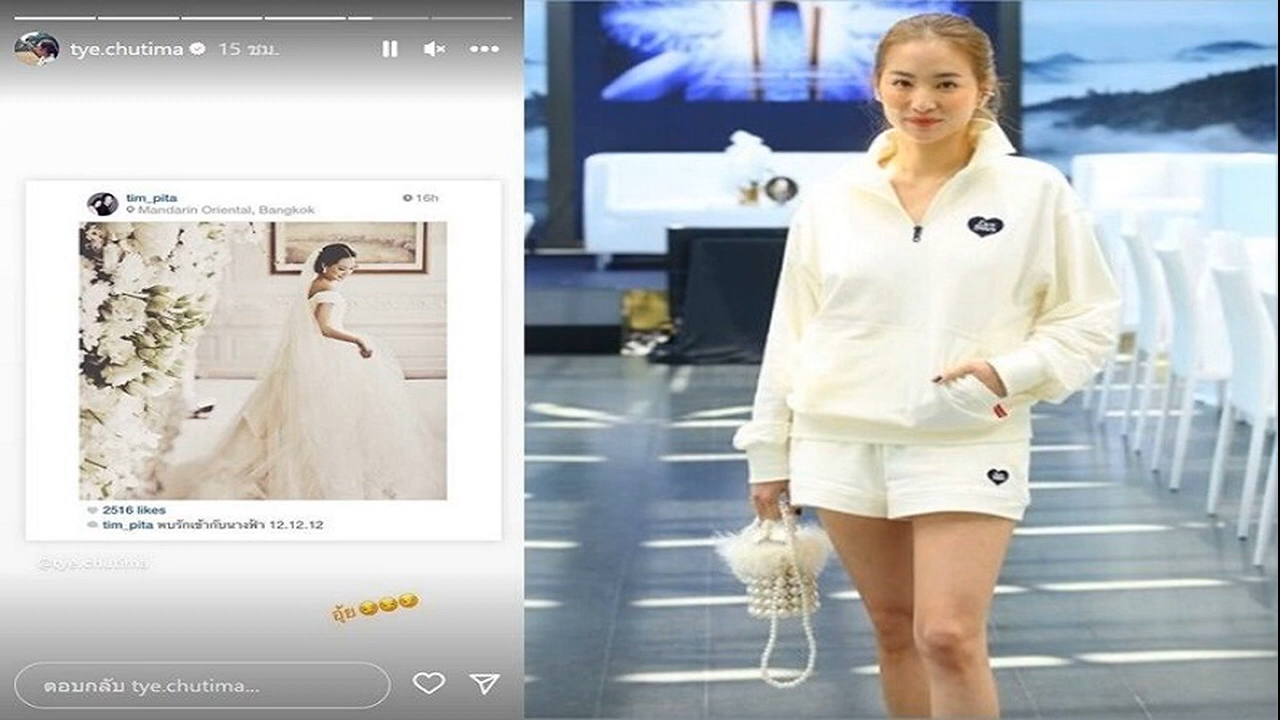 tye.chutima 15 ชม.
tim_pita 16h
Mandarin Oriental, Bangkok
2516 likes
tim_pita พบรักเข้ากับนางฟ้า 12.12.12
@tye.chutima
อุ้ย😏😏😏
ตอบกลับ tye.chutima...